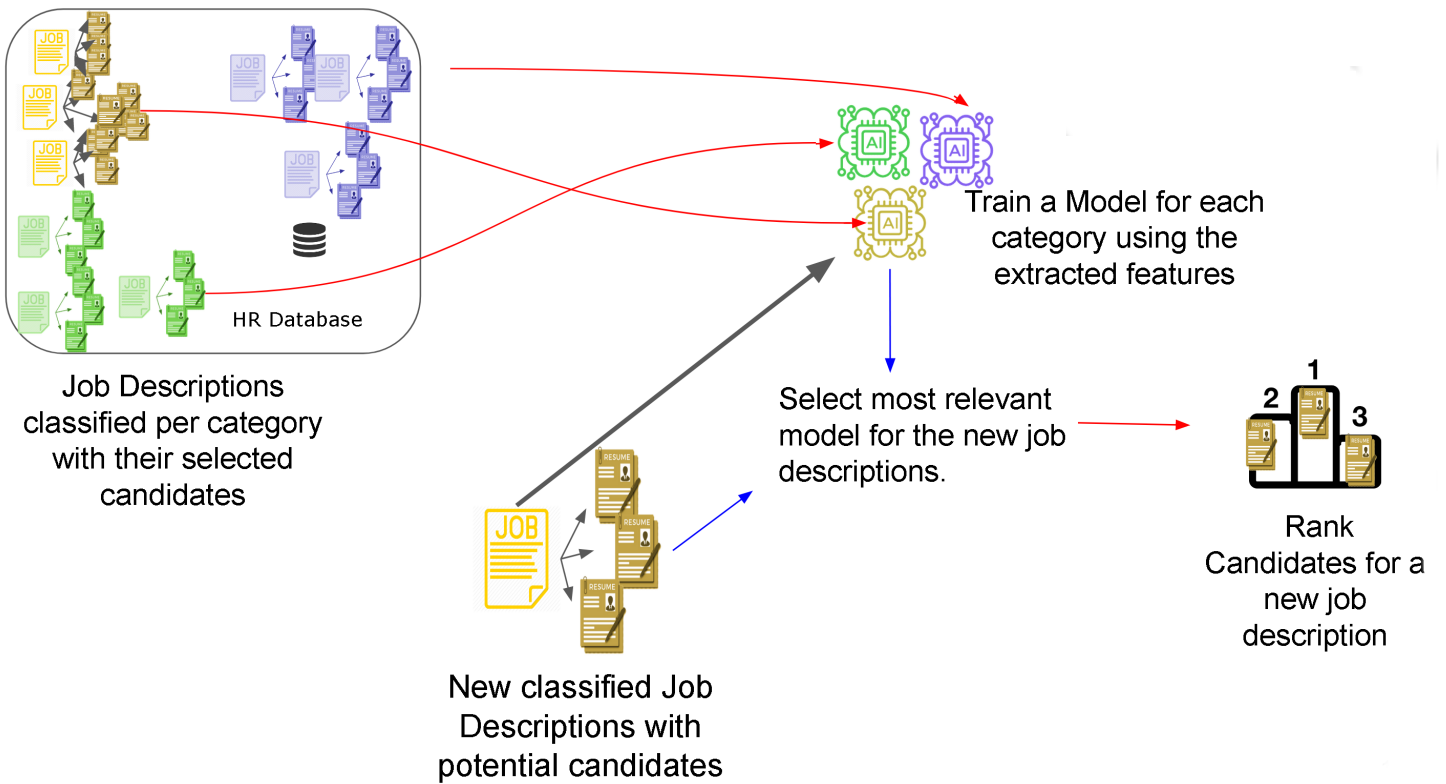 JOB
JOB
JOB
JOB
JOB
JOB
JOB
JOB
JOB
HR Database
Job Descriptions
classified per category
with their selected
candidates
AI
AI
AI
Train a Model for each
category using the
extracted features
Select most relevant
model for the new job
descriptions.
JOB
RESUME
RESUME
RESUME
New classified Job
Descriptions with
potential candidates
1
2
3
RESUME
RESUME
RESUME
Rank
Candidates for a
new job
description